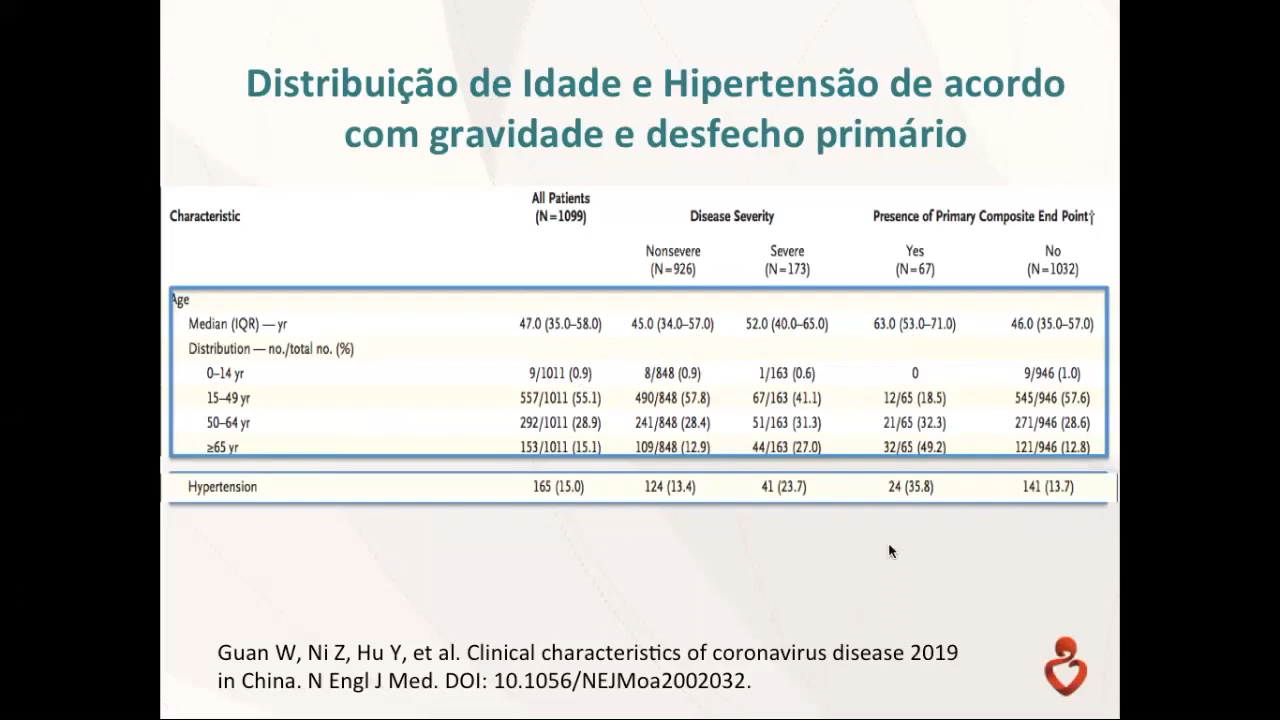 Distribuição de Idade e Hipertensão de acordo
com gravidade e desfecho primário
Characteristic
All Patients
(N=1099)
Disease Severity
Presence of Primary Composite End Point†
Nonsevere
(N=926)
Severe
(N=173)
Yes
(N=67)
No
(N=1032)
Age
Median (IQR) — yr 47.0 (35.0–58.0) 45.0 (34.0–57.0) 52.0 (40.0–65.0) 63.0 (53.0–71.0) 46.0 (35.0–57.0)
Distribution — no./total no. (%)
0–14 yr 9/1011 (0.9) 8/848 (0.9) 1/163 (0.6) 0 9/946 (1.0)
15–49 yr 557/1011 (55.1) 490/848 (57.8) 67/163 (41.1) 12/65 (18.5) 545/946 (57.6)
50–64 yr 292/1011 (28.9) 241/848 (28.4) 51/163 (31.3) 21/65 (32.3) 271/946 (28.6)
≥65 yr 153/1011 (15.1) 109/848 (12.9) 44/163 (27.0) 32/65 (49.2) 121/946 (12.8)
Hypertension 165 (15.0) 124 (13.4) 41 (23.7) 24 (35.8) 141 (13.7)
Guan W, Ni Z, Hu Y, et al. Clinical characteristics of coronavirus disease 2019
in China. N Engl J Med. DOI: 10.1056/NEJMoa2002032.